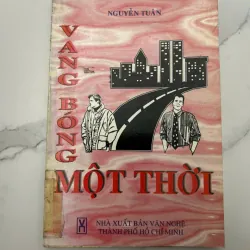 NGUYỄN TUÂN
VANG BÓNG
MỘT THỜI
NHÀ XUẤT BẢN VĂN NGHỆ
THÀNH PHỐ HỒ CHÍ MINH